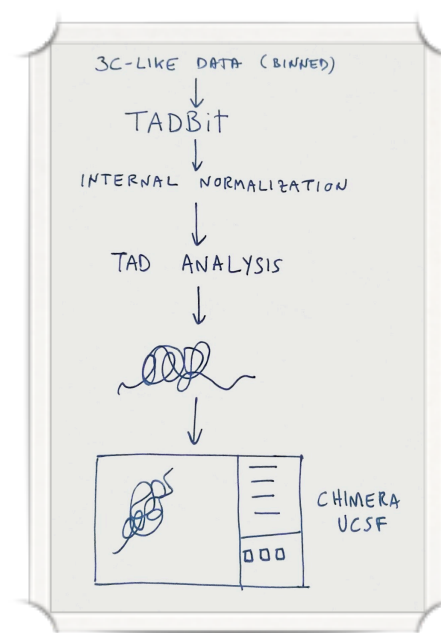 3C-LIKE DATA (BINNED)
TADBit
INTERNAL NORMALIZATION
TAD ANALYSIS
CHIMERA
UCSF